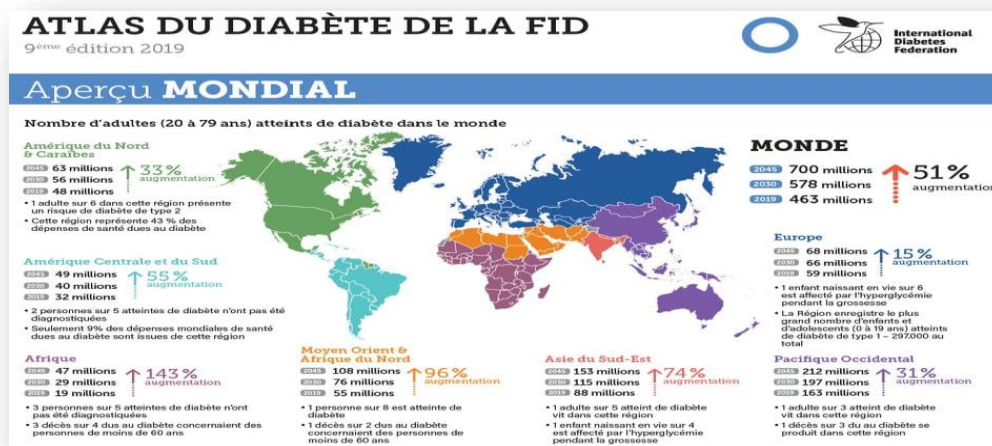 ATLAS DU DIABÈTE DE LA FID
9ème édition 2019
International
Diabetes
Federation
Aperçu MONDIAL
Nombre d'adultes (20 à 79 ans) atteints de diabète dans le monde
Amérique du Nord
& Caraïbes
2045 63 millions
2030 56 millions
2019 48 millions
33%
augmentation
• 1 adulte sur 6 dans cette région présente
un risque de diabète de type 2
• Cette région représente 43 % des
dépenses de santé dues au diabète
MONDE
2045 700 millions
2030 578 millions
2019 463 millions
51%
augmentation
Amérique Centrale et du Sud
2045 49 millions
2030 40 millions
2019 32 millions
55%
augmentation
• 2 personnes sur 5 atteintes de diabète n'ont pas été
diagnostiquées
• Seulement 9% des dépenses mondiales de santé
dues au diabète sont issues de cette région
Europe
2045 68 millions
2030 66 millions
2019 59 millions
15%
augmentation
• 1 enfant naissant en vie sur 6
est affecté par l'hyperglycémie
pendant la grossesse
• La Région enregistre le plus
grand nombre d'enfants et
d'adolescents (0 à 19 ans) atteints
de diabète de type 1 – 297.000 au
total
Afrique
2045 47 millions
2030 29 millions
2019 19 millions
143%
augmentation
• 3 personnes sur 5 atteintes de diabète n'ont
pas été diagnostiquées
• 3 décès sur 4 dus au diabète concernaient des
personnes de moins de 60 ans
Moyen Orient &
Afrique du Nord
2045 108 millions
2030 76 millions
2019 55 millions
96%
augmentation
• 1 personne sur 8 est atteinte de
diabète
• 1 décès sur 2 dus au diabète
concernaient des personnes de
moins de 60 ans
Asie du Sud-Est
2045 153 millions
2030 115 millions
2019 88 millions
74%
augmentation
• 1 adulte sur 5 atteint de diabète
vit dans cette région
• 1 enfant naissant en vie sur 4
est affecté par l'hyperglycémie
pendant la grossesse
Pacifique Occidental
2045 212 millions
2030 197 millions
2019 163 millions
31%
augmentation
• 1 adulte sur 3 atteint de diabète
vit dans cette région
• 1 décès sur 3 du au diabète se
produit dans cette région